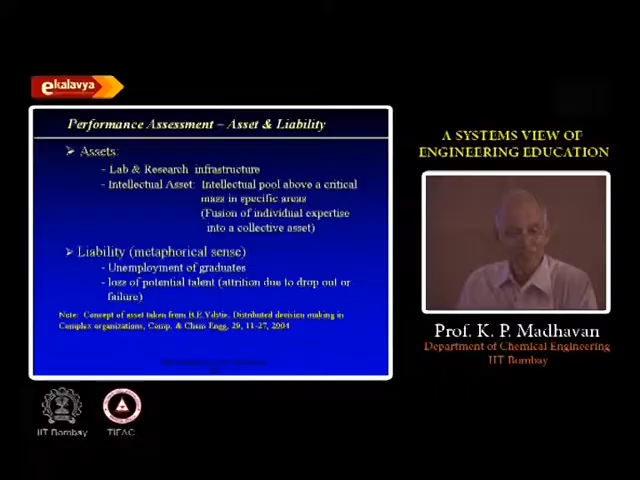 ekalavya
Performance Assessment – Asset & Liability
Assets:
- Lab & Research infrastructure
- Intellectual Asset: Intellectual pool above a critical
mass in specific areas
(Fusion of individual expertise
into a collective asset)
Liability (metaphorical sense)
- Unemployment of graduates
- loss of potential talent (attrition due to drop out or
failure)
Note: Concept of asset taken from B.E.Ydstie, Distributed decision making in
Complex organizations, Comp. & Chem Engg, 29, 11-27, 2004
A SYSTEMS VIEW OF
ENGINEERING EDUCATION
Prof. K. P. Madhavan
Department of Chemical Engineering
IIT Bombay
IIT Bombay
TIFAC